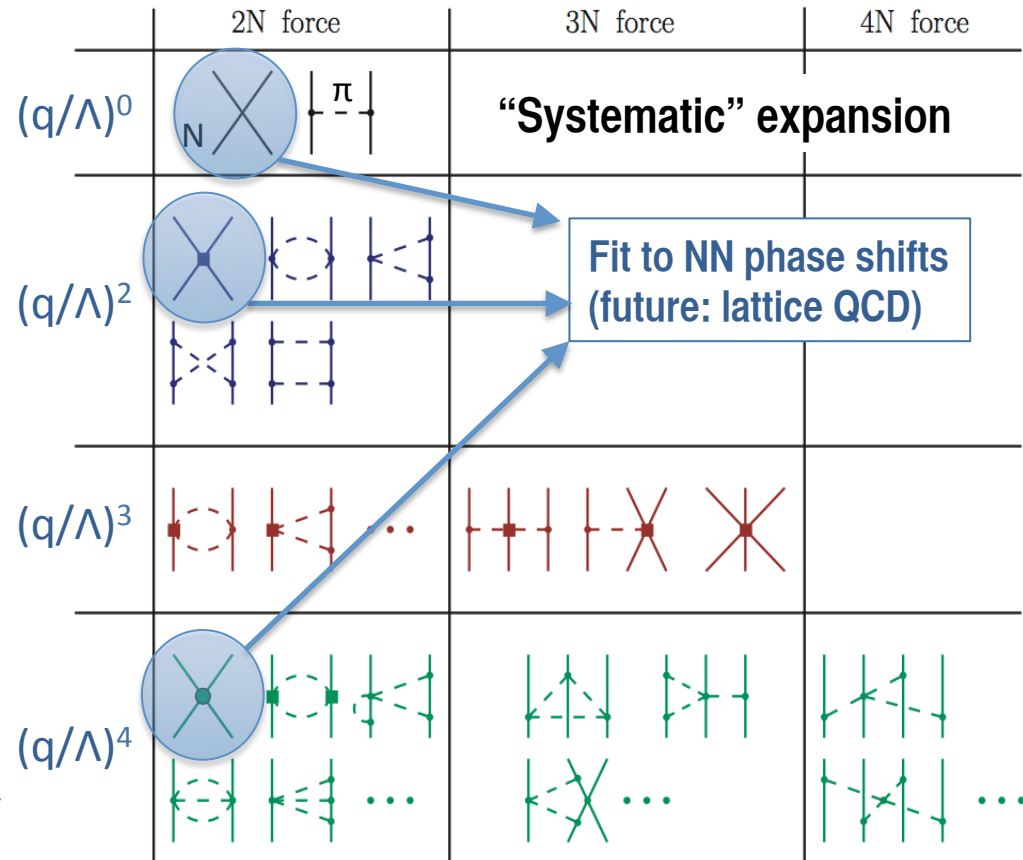 2N force
3N force
4N force
(q/Λ)⁰
N
π
“Systematic” expansion
(q/Λ)²
Fit to NN phase shifts
(future: lattice QCD)
(q/Λ)³
(q/Λ)⁴